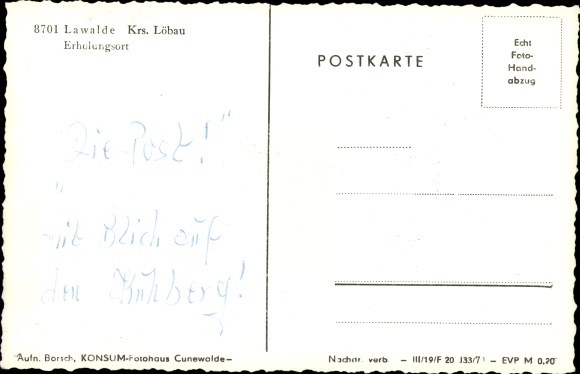 8701 Lawalde Krs. Löbau
Erholungsort
"Die Post!"
"mit Blick auf
den Kuhberg!
Aufn. Borsch, KONSUM-Fotohaus Cunewalde-
POSTKARTE
Echt
Foto-
Hand-
abzug
Nachdr. verb. - III/19/F 20 J33/71 - EVP M 0,20